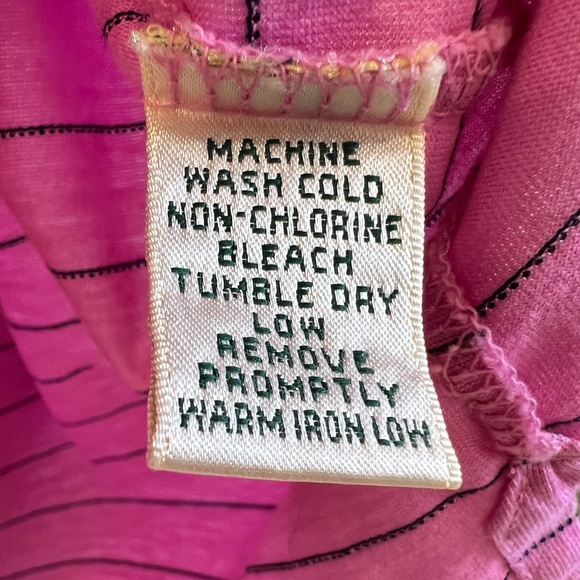 MACHINE
WASH COLD
NON-CHLORINE
BLEACH
TUMBLE DRY
LOW
REMOVE
PROMPTLY
WARM IRON LOW